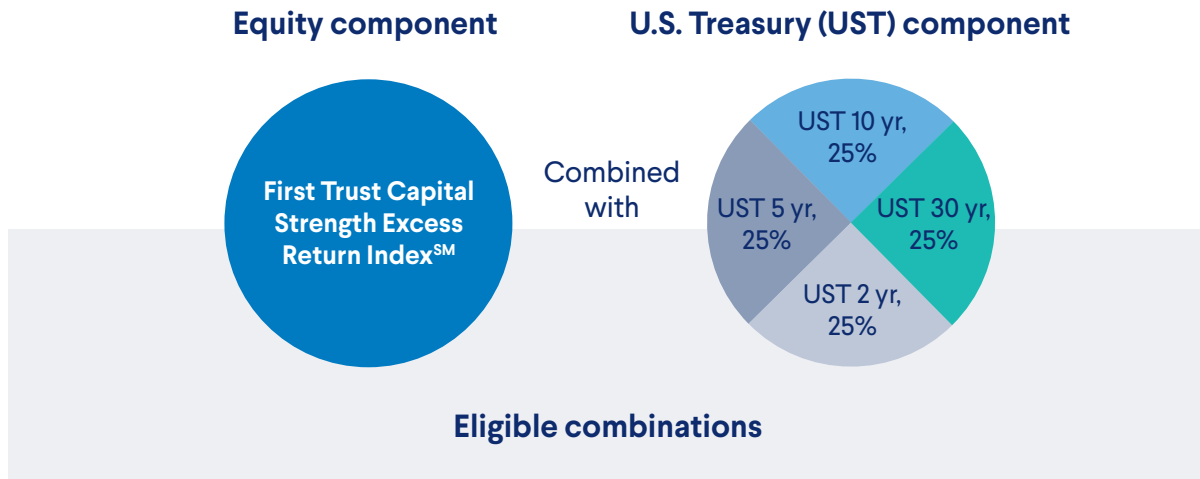 Equity component
U.S. Treasury (UST) component
First Trust Capital
Strength Excess
Return Index℠
Combined
with
UST 10 yr,
25%
UST 5 yr,
25%
UST 30 yr,
25%
UST 2 yr,
25%
Eligible combinations